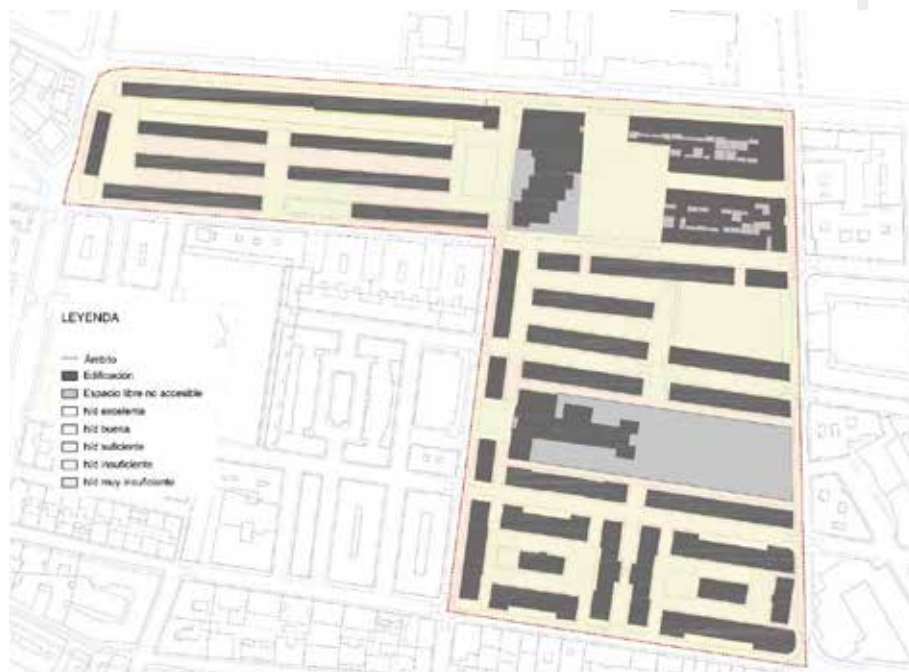 LEYENDA
Ámbito
Edificación
Espacio libre no accesible
h/d excelente
h/d buena
h/d suficiente
h/d insuficiente
h/d muy insuficiente